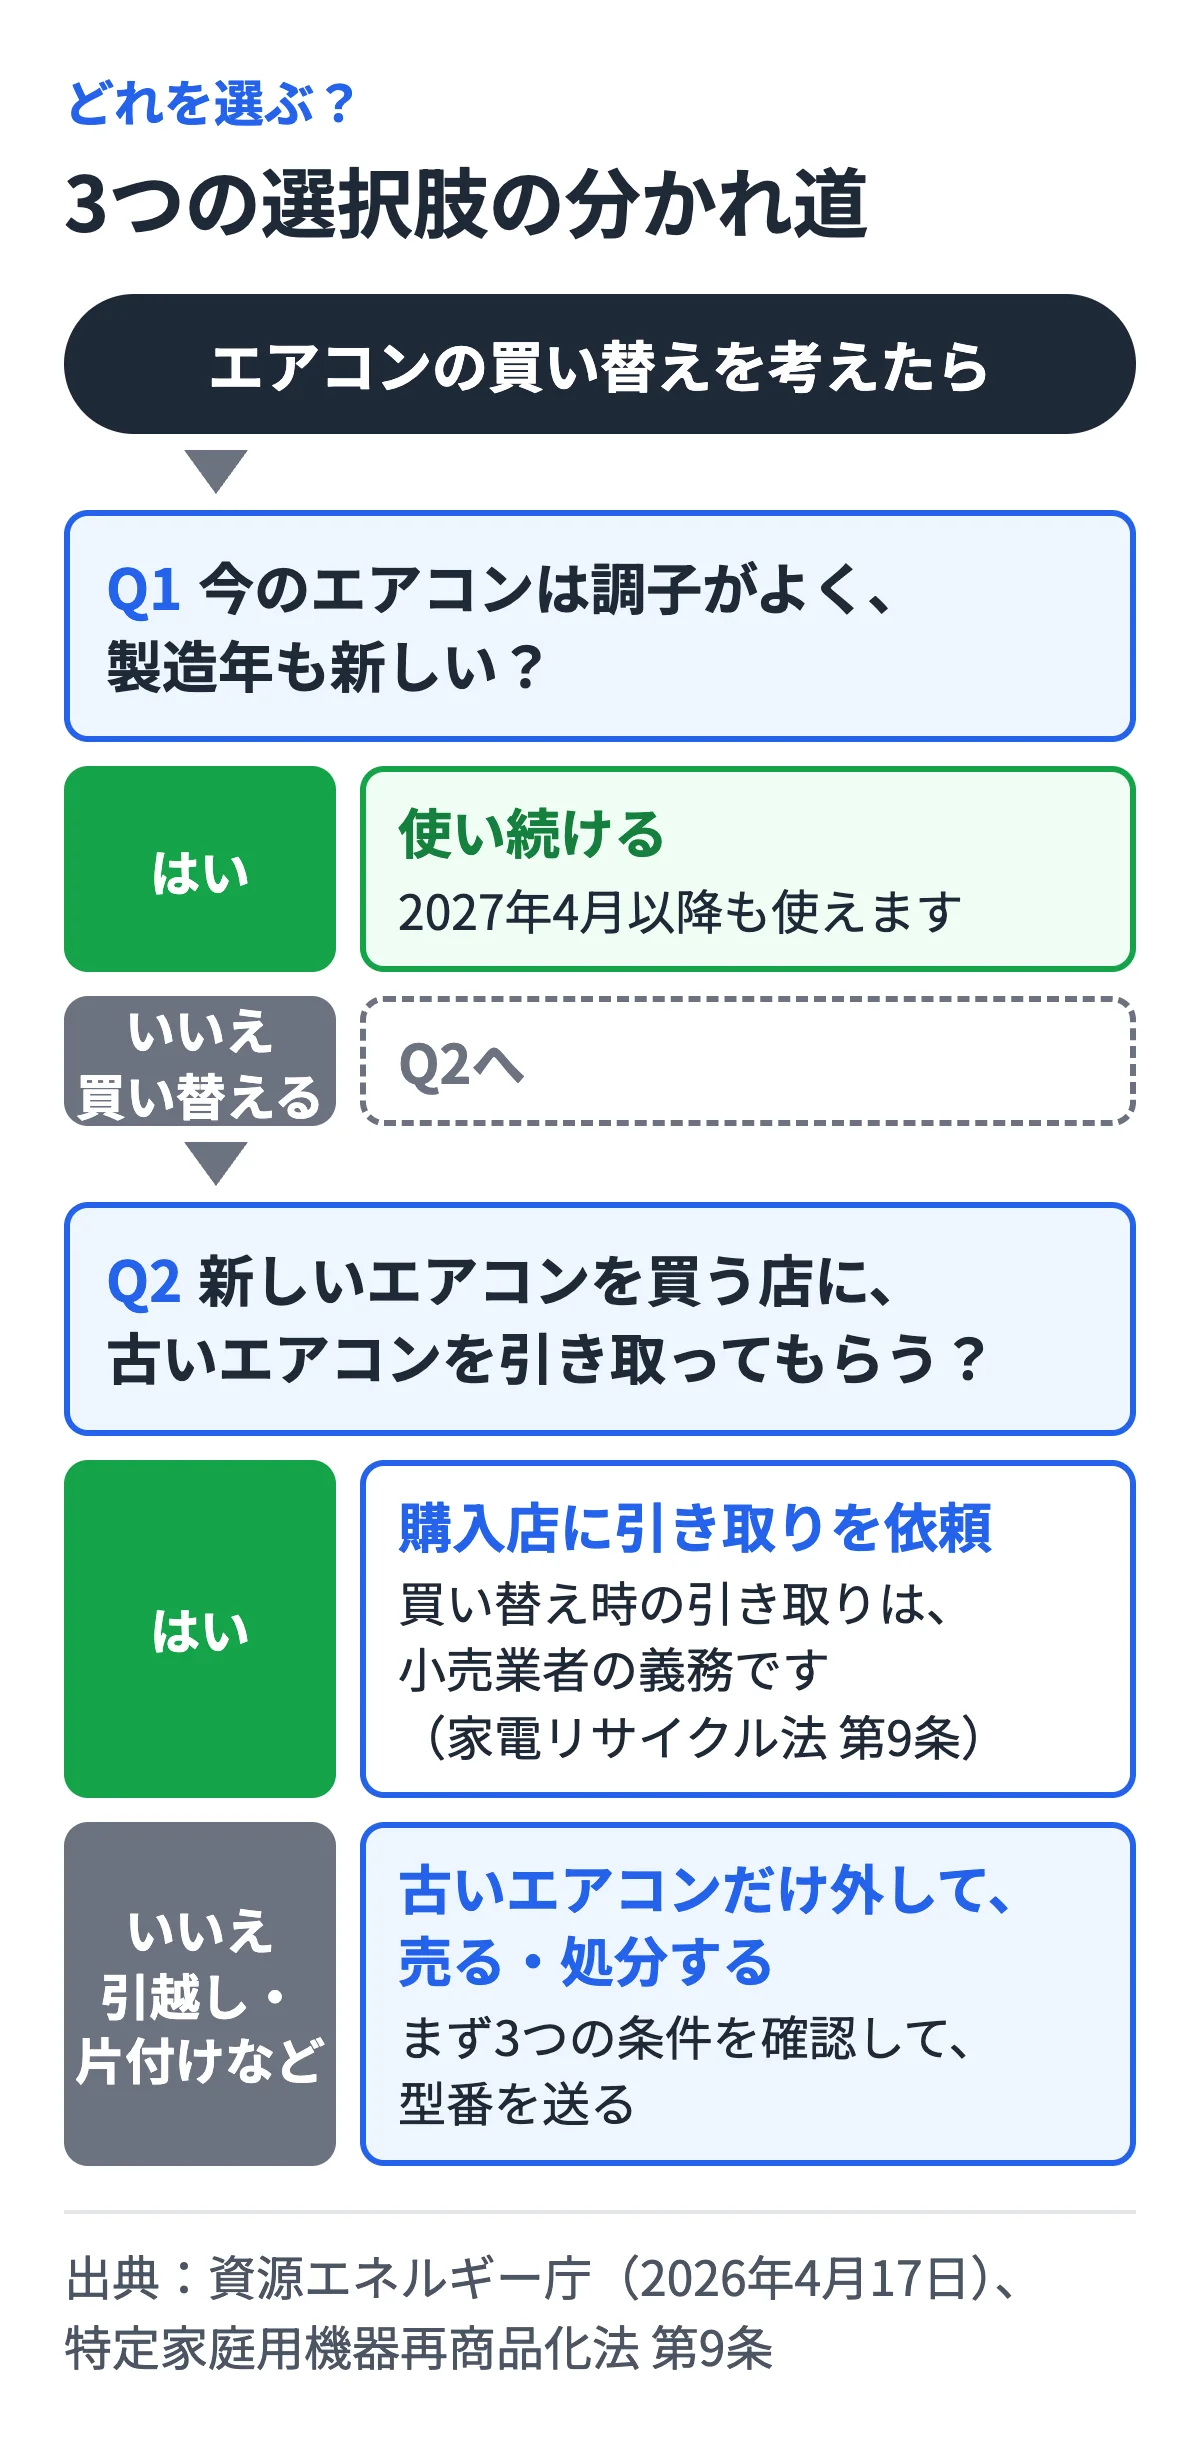 どれを選ぶ？
3つの選択肢の分かれ道
エアコンの買い替えを考えたら
Q1 今のエアコンは調子がよく、
製造年も新しい？
はい
使い続ける
2027年4月以降も使えます
いいえ
買い替える
Q2へ
Q2 新しいエアコンを買う店に、
古いエアコンを引き取ってもらう？
はい
購入店に引き取りを依頼
買い替え時の引き取りは、
小売業者の義務です
（家電リサイクル法 第9条）
いいえ
引越し・
片付けなど
古いエアコンだけ外して、
売る・処分する
まず3つの条件を確認して、
型番を送る
出典：資源エネルギー庁（2026年4月17日）、
特定家庭用機器再商品化法 第9条